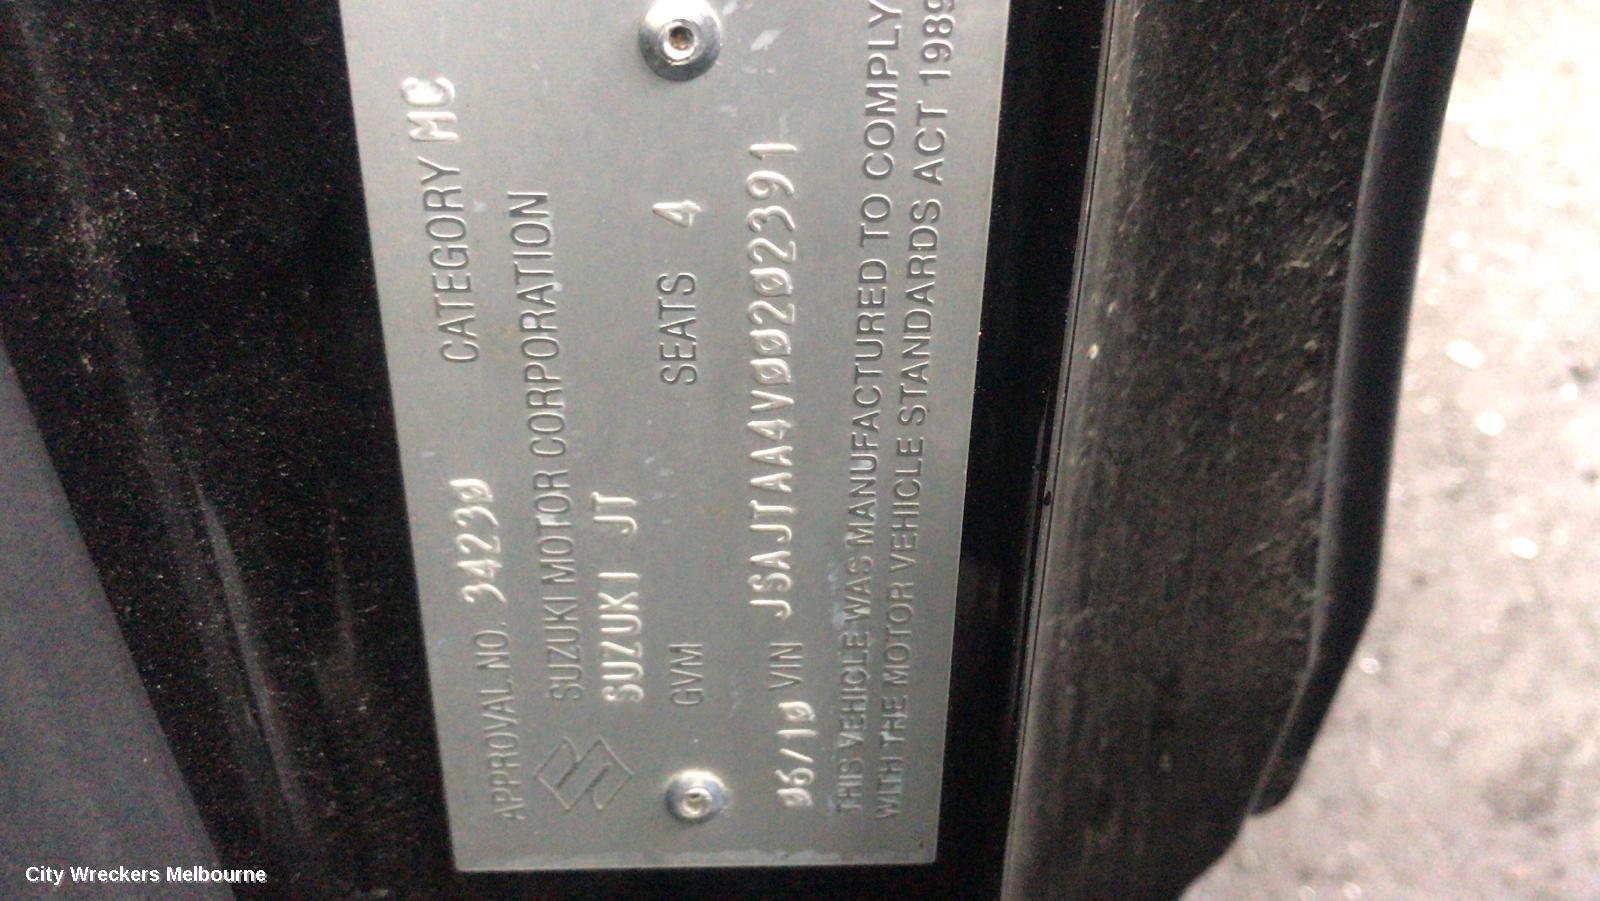 APPROVAL NO. 34230 CATEGORY MC
SUZUKI MOTOR CORPORATION
SUZUKI JT
GVM SEATS 4
06/10 VIN JSAJTAA4V00202391
THIS VEHICLE WAS MANUFACTURED TO COMPLY
WITH THE MOTOR VEHICLE STANDARDS ACT 1989
City Wreckers Melbourne